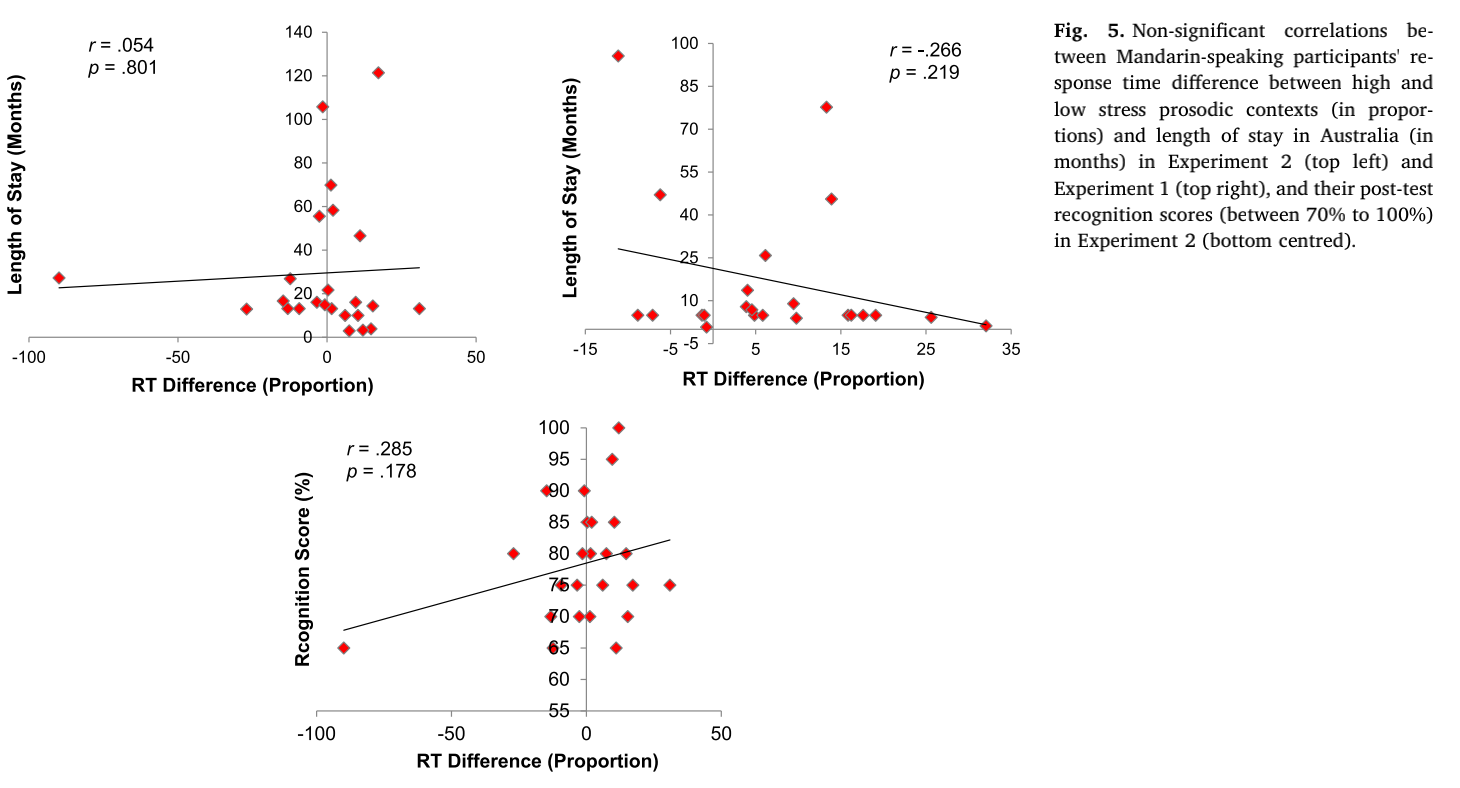 r = .054
p = .801
Length of Stay (Months)
140
120
100
80
60
40
20
0
-100
-50
0
50
RT Difference (Proportion)
r = -.266
p = .219
Length of Stay (Months)
100
85
70
55
40
25
10
-5
-15
-5
5
15
25
35
RT Difference (Proportion)
Fig. 5. Non-significant correlations be-
tween Mandarin-speaking participants' re-
sponse time difference between high and
low stress prosodic contexts (in propor-
tions) and length of stay in Australia (in
months) in Experiment 2 (top left) and
Experiment 1 (top right), and their post-test
recognition scores (between 70% to 100%)
in Experiment 2 (bottom centred).
r = .285
p = .178
Rcognition Score (%)
100
95
90
85
80
75
70
65
60
55
-100
-50
0
50
RT Difference (Proportion)